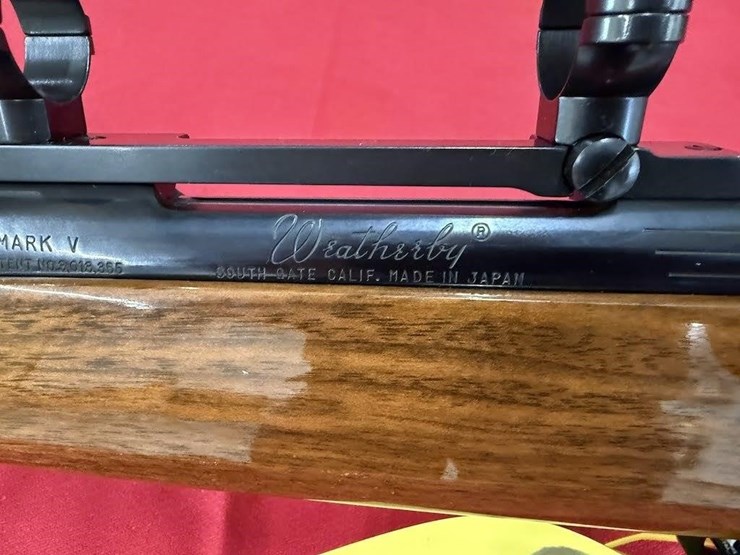 Weatherby®
MARK V
SOUTH GATE CALIF. MADE IN JAPAN